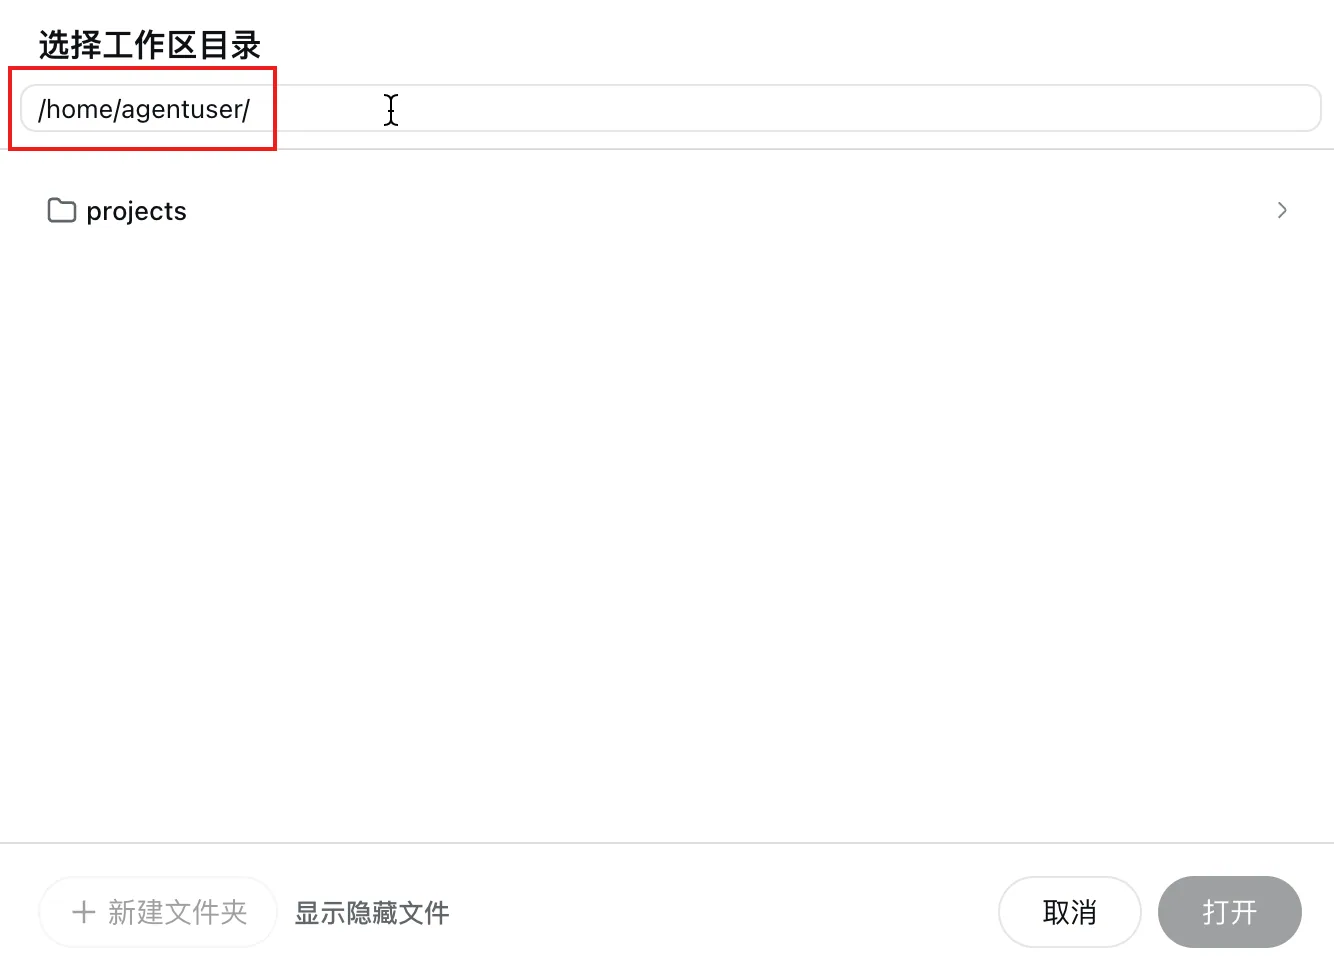 选择工作区目录
/home/agentuser/
projects
新建文件夹
显示隐藏文件
取消
打开